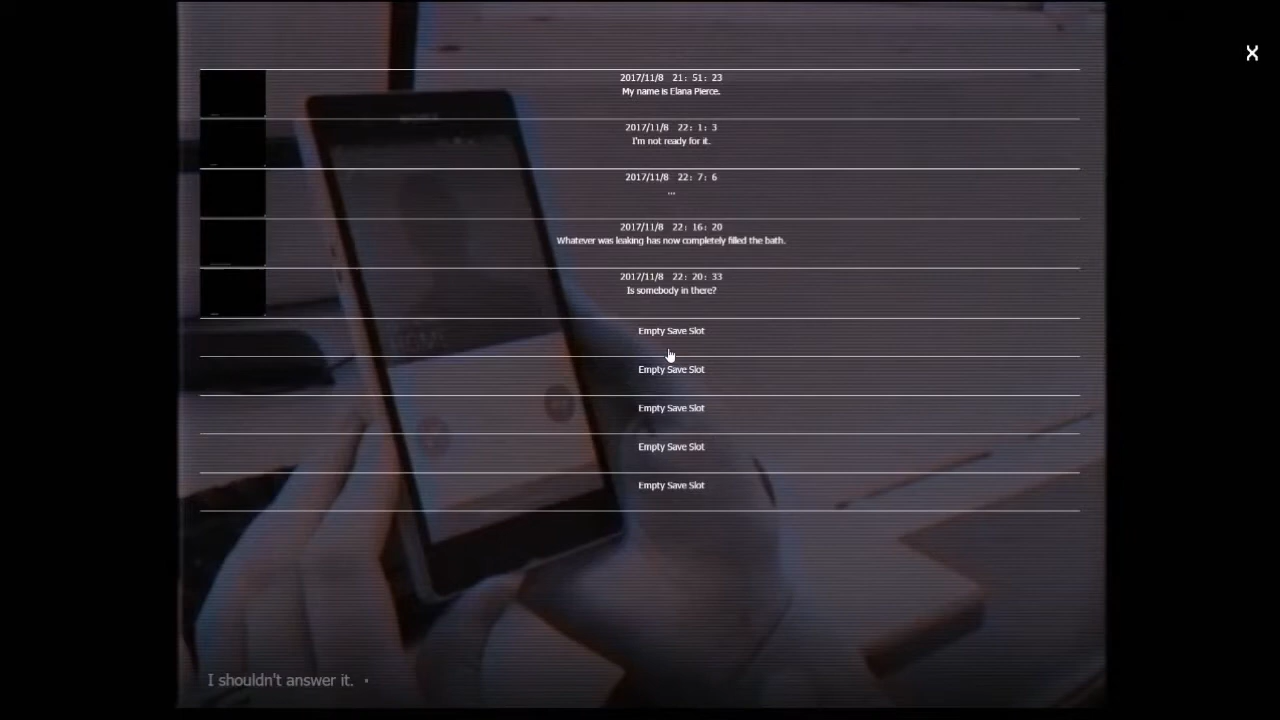 X
2017/11/8 21: 51: 23
My name is Elana Pierce.
2017/11/8 22: 1: 3
I'm not ready for it.
2017/11/8 22: 7: 6
...
2017/11/8 22: 16: 20
Whatever was leaking has now completely filled the bath.
2017/11/8 22: 20: 33
Is somebody in there?
Empty Save Slot
Empty Save Slot
Empty Save Slot
Empty Save Slot
Empty Save Slot
I shouldn't answer it.